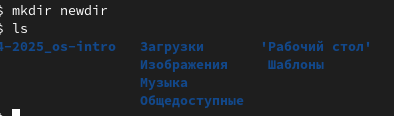 $ mkdir newdir
$ ls
4-2025_os-intro Загрузки 'Рабочий стол'
Изображения Шаблоны
Музыка
Общедоступные